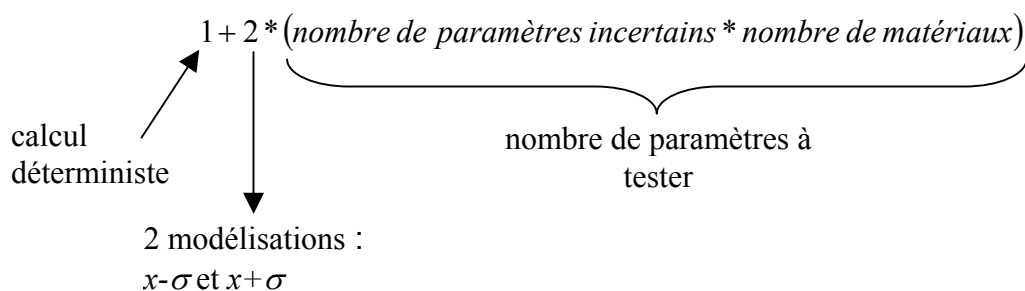 1 + 2 * (nombre de paramètres incertains * nombre de matériaux)
calcul
déterministe
nombre de paramètres à
tester
2 modélisations :
x-σ et x+σ